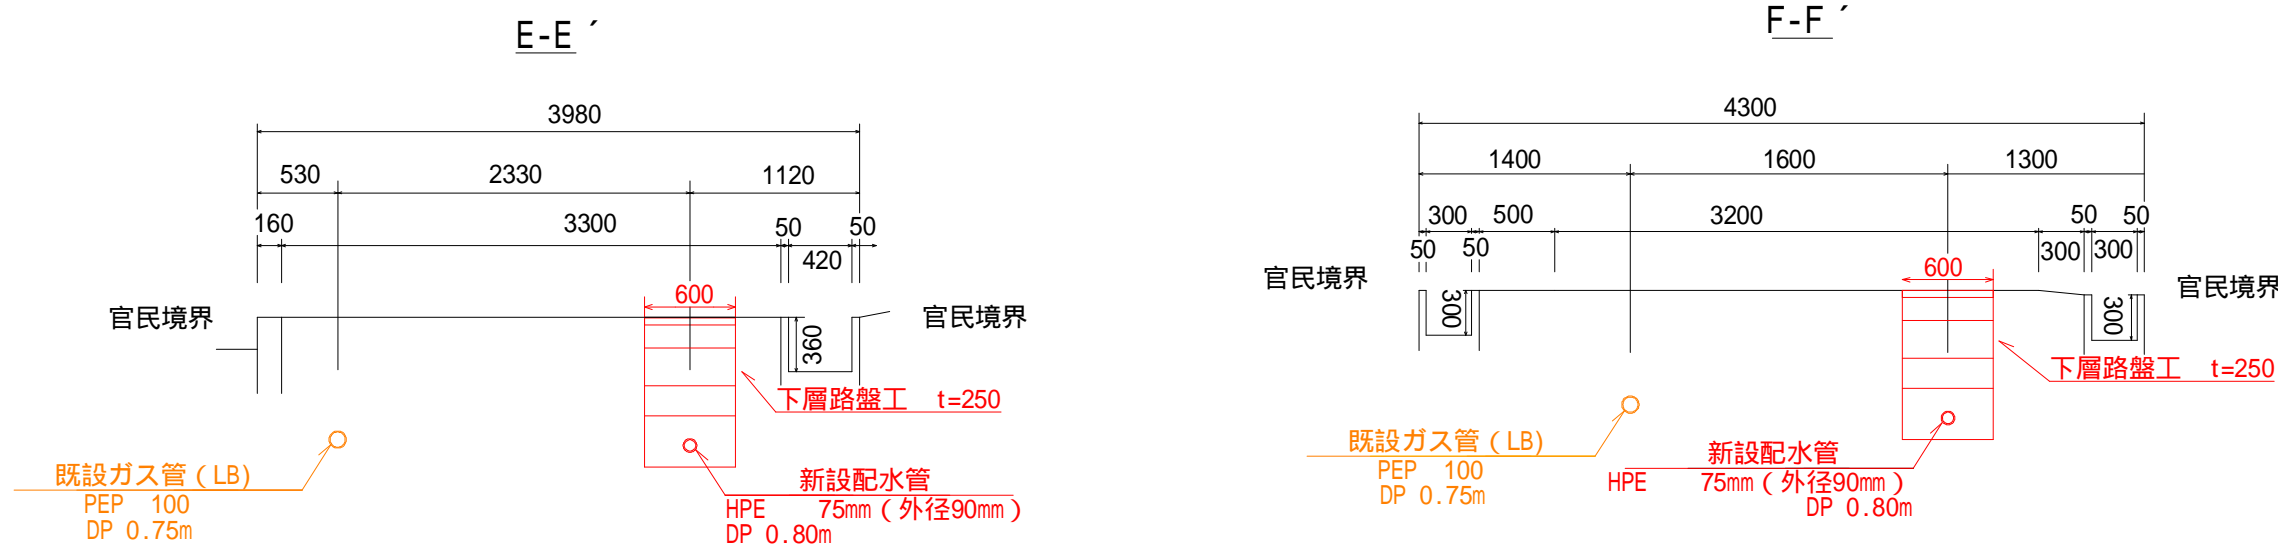 E-E ´
3980
530
2330
1120
160
3300
50
50
420
官民境界
600
官民境界
360
下層路盤工 t=250
既設ガス管 ( LB)
PEP 100
DP 0.75m
新設配水管
HPE 75mm ( 外径90mm )
DP 0.80m
F-F ´
4300
1400
1600
1300
300
500
3200
50
50
50
50
300
300
官民境界
600
官民境界
300
300
下層路盤工 t=250
既設ガス管 ( LB)
PEP 100
DP 0.75m
新設配水管
HPE 75mm ( 外径90mm )
DP 0.80m